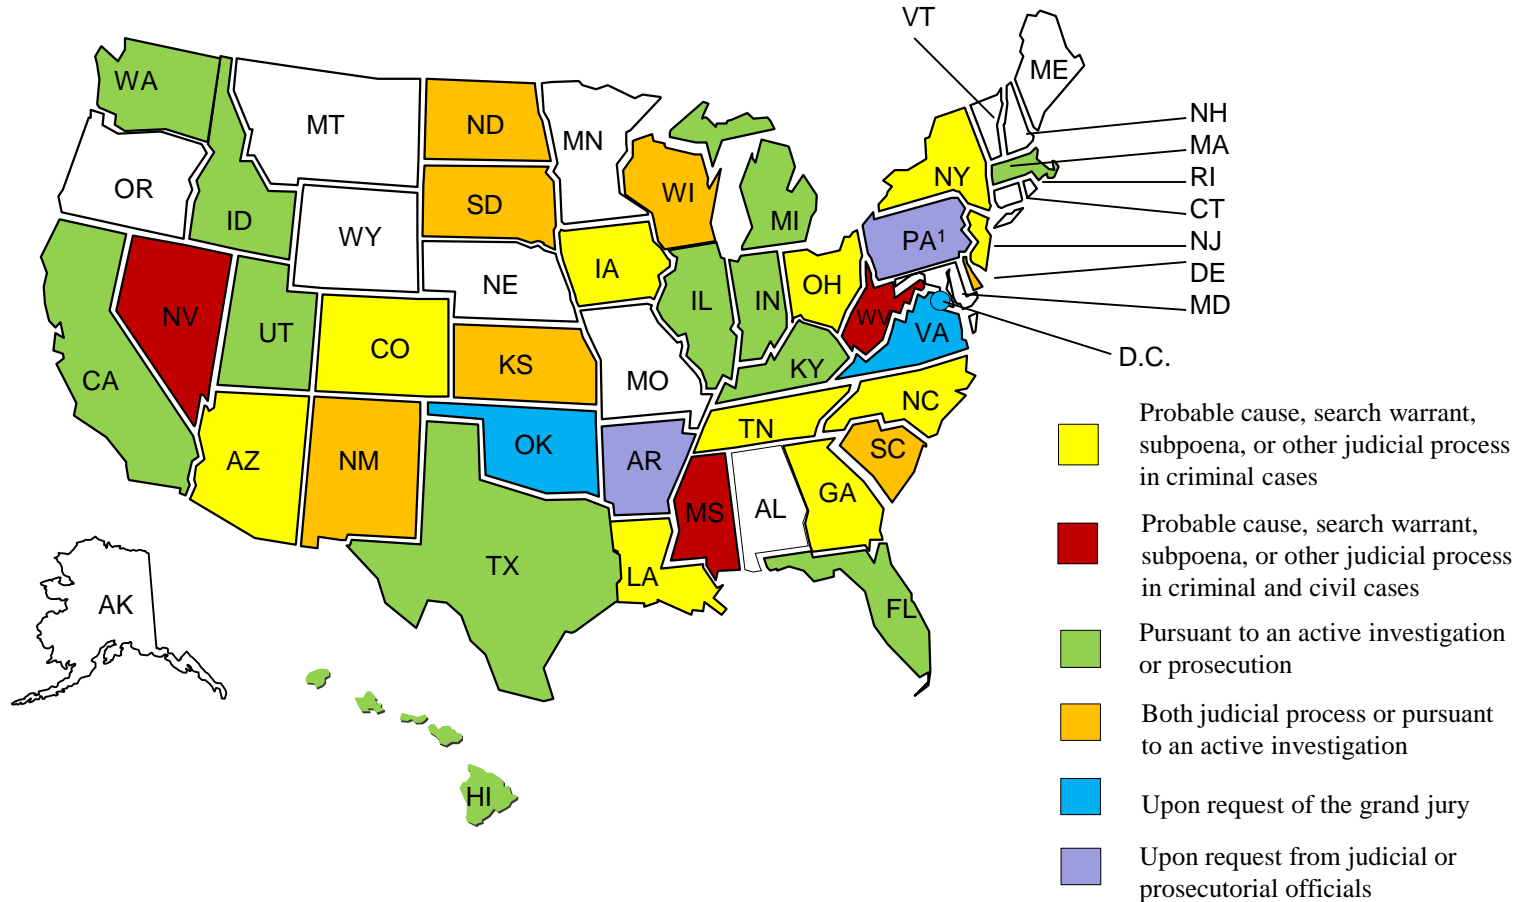 VT
ME
WA
MT
ND
MN
NH
MA
OR
ID
SD
WI
MI
NY
RI
CT
WY
PA¹
NJ
IA
NE
IL
IN
OH
DE
MD
NV
UT
CO
KS
MO
KY
WV
VA
D.C.
CA
AZ
NM
OK
AR
TN
NC
SC
MS
AL
GA
TX
LA
FL
AK
HI
Probable cause, search warrant,
subpoena, or other judicial process
in criminal cases
Probable cause, search warrant,
subpoena, or other judicial process
in criminal and civil cases
Pursuant to an active investigation
or prosecution
Both judicial process or pursuant
to an active investigation
Upon request of the grand jury
Upon request from judicial or
prosecutorial officials